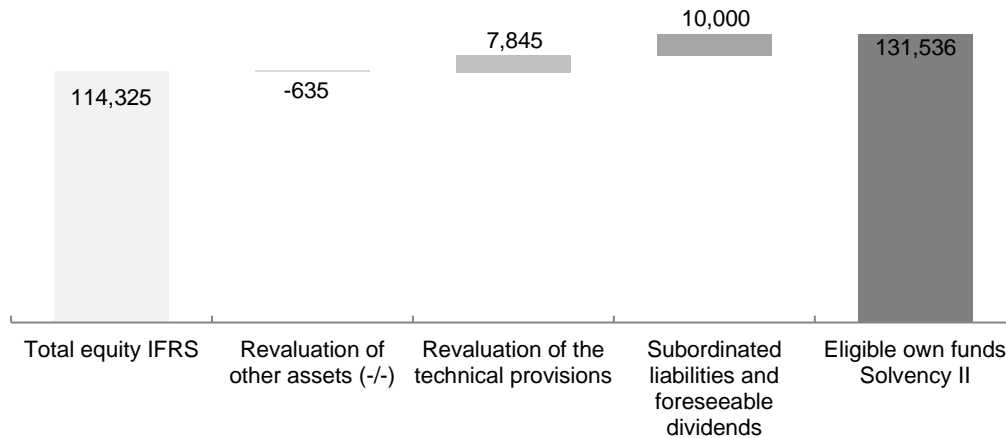 10,000
7,845
131,536
114,325
-635
Total equity IFRS
Revaluation of
other assets (-/-)
Revaluation of the
technical provisions
Subordinated
liabilities and
foreseeable
dividends
Eligible own funds
Solvency II